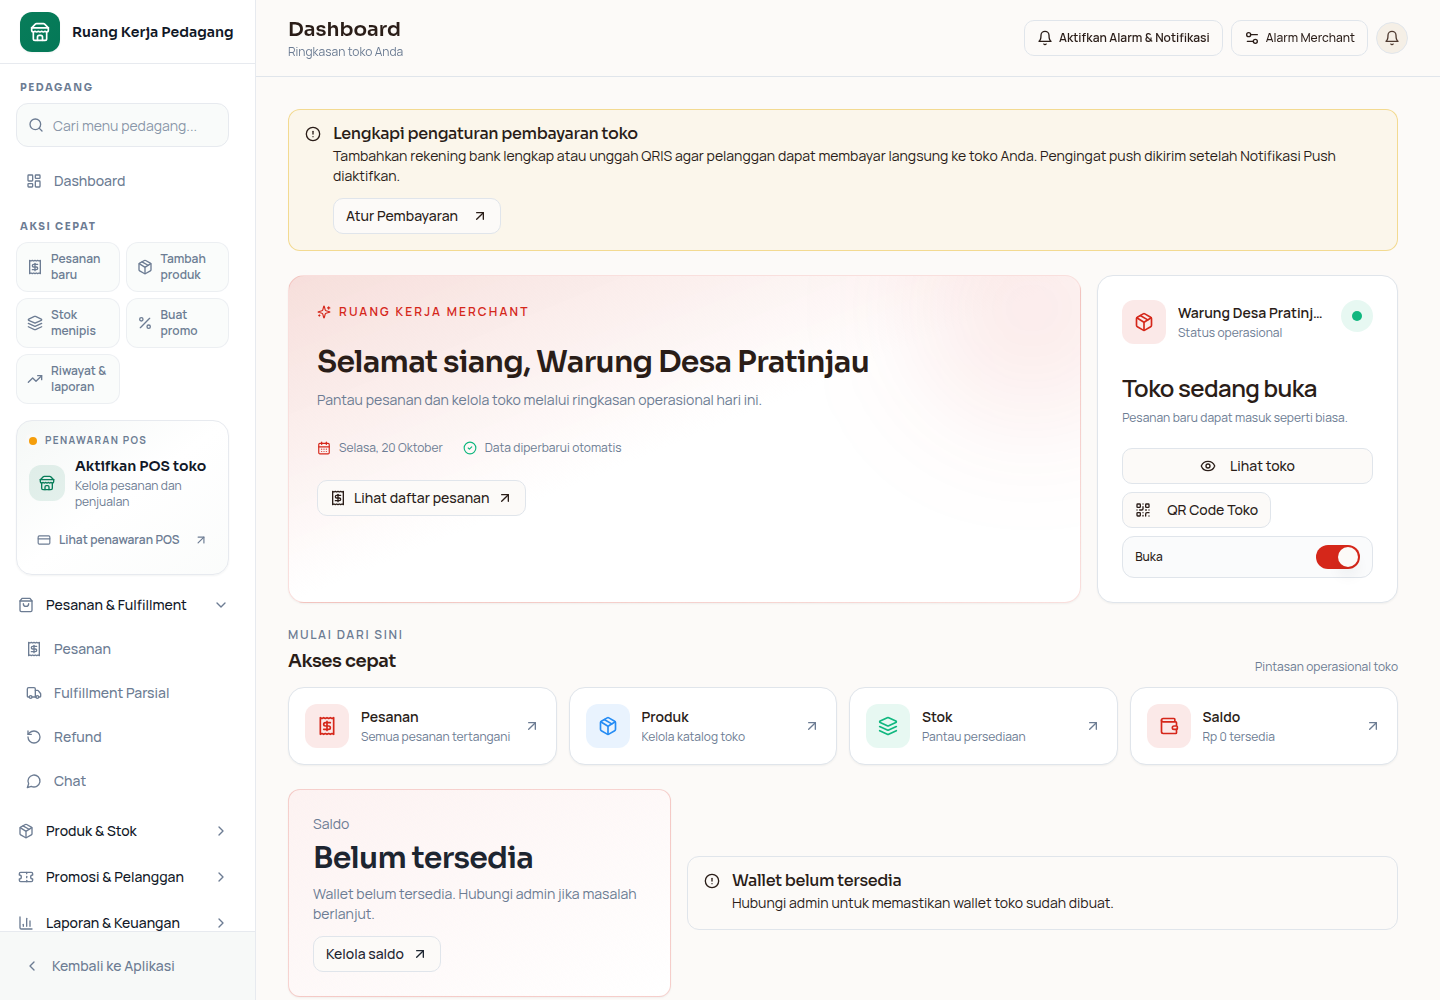 Ruang Kerja Pedagang
PEDAGANG
Cari menu pedagang...
Dashboard
AKSI CEPAT
Pesanan
baru
Tambah
produk
Stok
menipis
Buat
promo
Riwayat &
laporan
PENAWARAN POS
Aktifkan POS toko
Kelola pesanan dan
penjualan
Lihat penawaran POS
Pesanan & Fulfillment
Pesanan
Fulfillment Parsial
Refund
Chat
Produk & Stok
Promosi & Pelanggan
Laporan & Keuangan
Kembali ke Aplikasi
Dashboard
Ringkasan toko Anda
Aktifkan Alarm & Notifikasi
Alarm Merchant
Lengkapi pengaturan pembayaran toko
Tambahkan rekening bank lengkap atau unggah QRIS agar pelanggan dapat membayar langsung ke toko Anda. Pengingat push dikirim setelah Notifikasi Push
diaktifkan.
Atur Pembayaran
RUANG KERJA MERCHANT
Selamat siang, Warung Desa Pratinjau
Pantau pesanan dan kelola toko melalui ringkasan operasional hari ini.
Selasa, 20 Oktober
Data diperbarui otomatis
Lihat daftar pesanan
Warung Desa Pratinj...
Status operasional
Toko sedang buka
Pesanan baru dapat masuk seperti biasa.
Lihat toko
QR Code Toko
Buka
MULAI DARI SINI
Akses cepat
Pintasan operasional toko
Pesanan
Semua pesanan tertangani
Produk
Kelola katalog toko
Stok
Pantau persediaan
Saldo
Rp 0 tersedia
Saldo
Belum tersedia
Wallet belum tersedia. Hubungi admin jika masalah
berlanjut.
Kelola saldo
Wallet belum tersedia
Hubungi admin untuk memastikan wallet toko sudah dibuat.